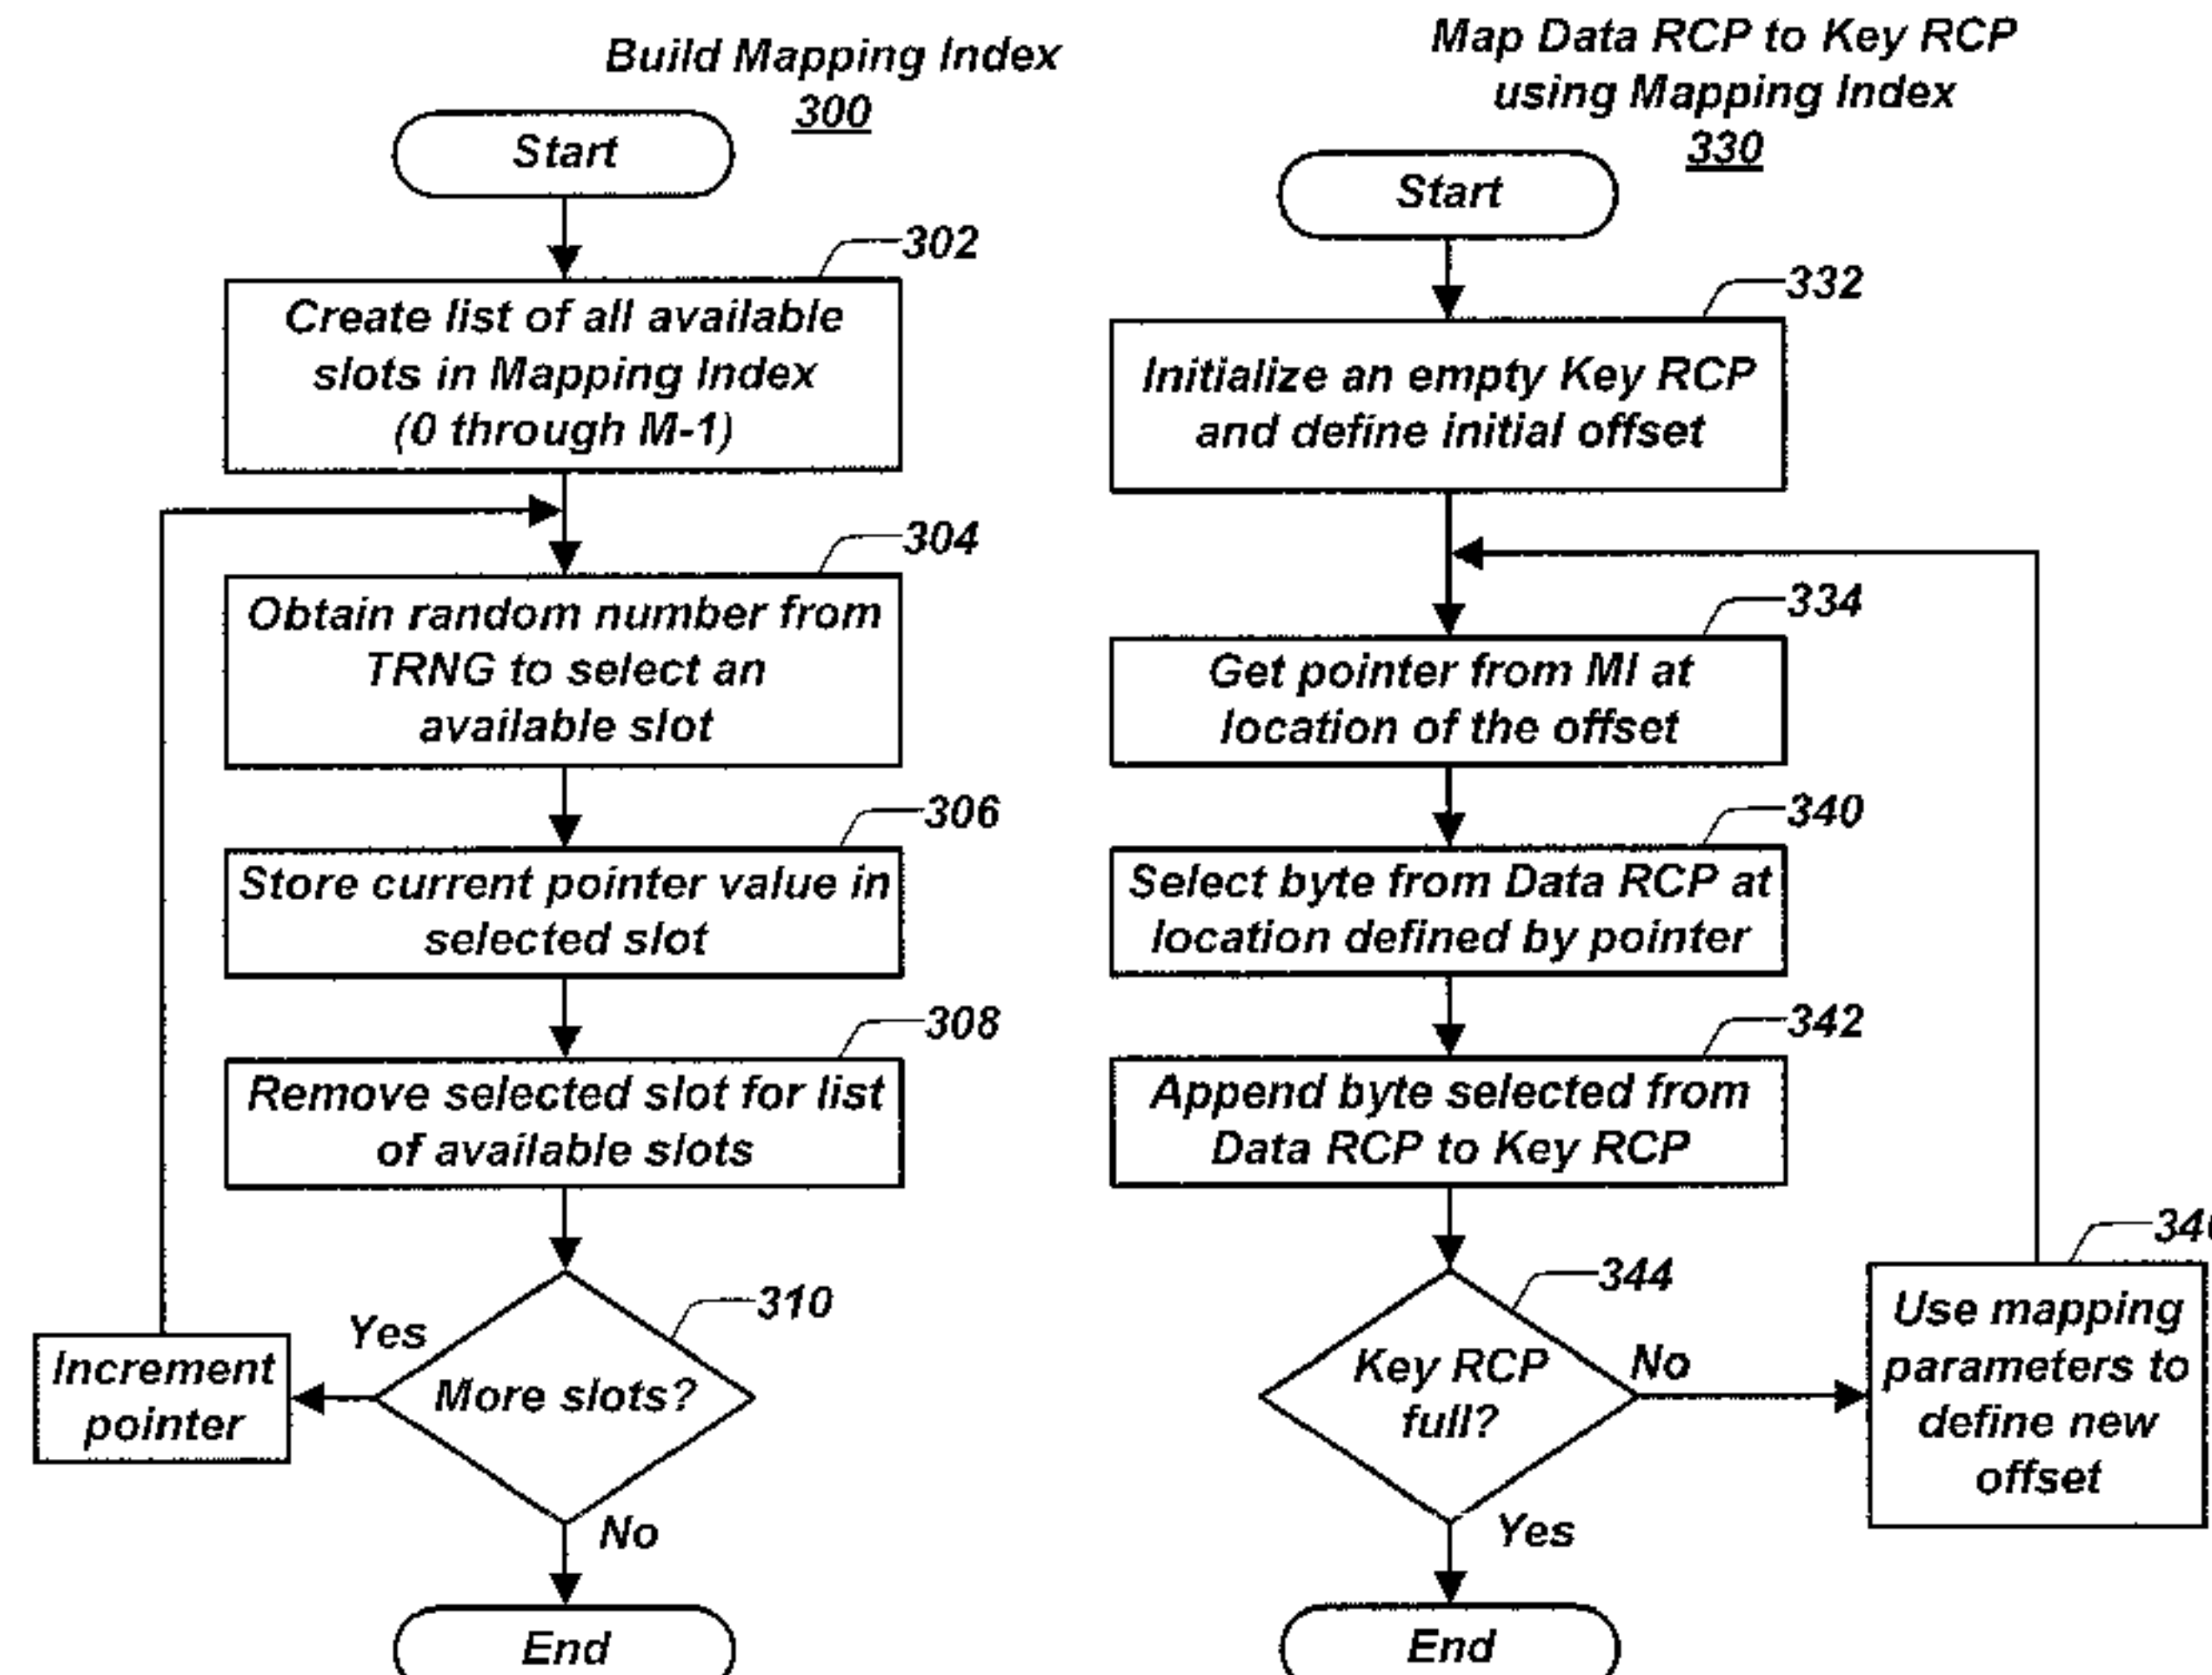 Build Mapping Index
300
Start
302
Create list of all available
slots in Mapping Index
(0 through M-1)
304
Obtain random number from
TRNG to select an
available slot
306
Store current pointer value in
selected slot
308
Remove selected slot for list
of available slots
310
More slots?
Yes
Increment
pointer
No
End
Map Data RCP to Key RCP
using Mapping Index
330
Start
332
Initialize an empty Key RCP
and define initial offset
334
Get pointer from MI at
location of the offset
340
Select byte from Data RCP at
location defined by pointer
342
Append byte selected from
Data RCP to Key RCP
344
Key RCP
full?
No
Use mapping
parameters to
define new
offset
Yes
End